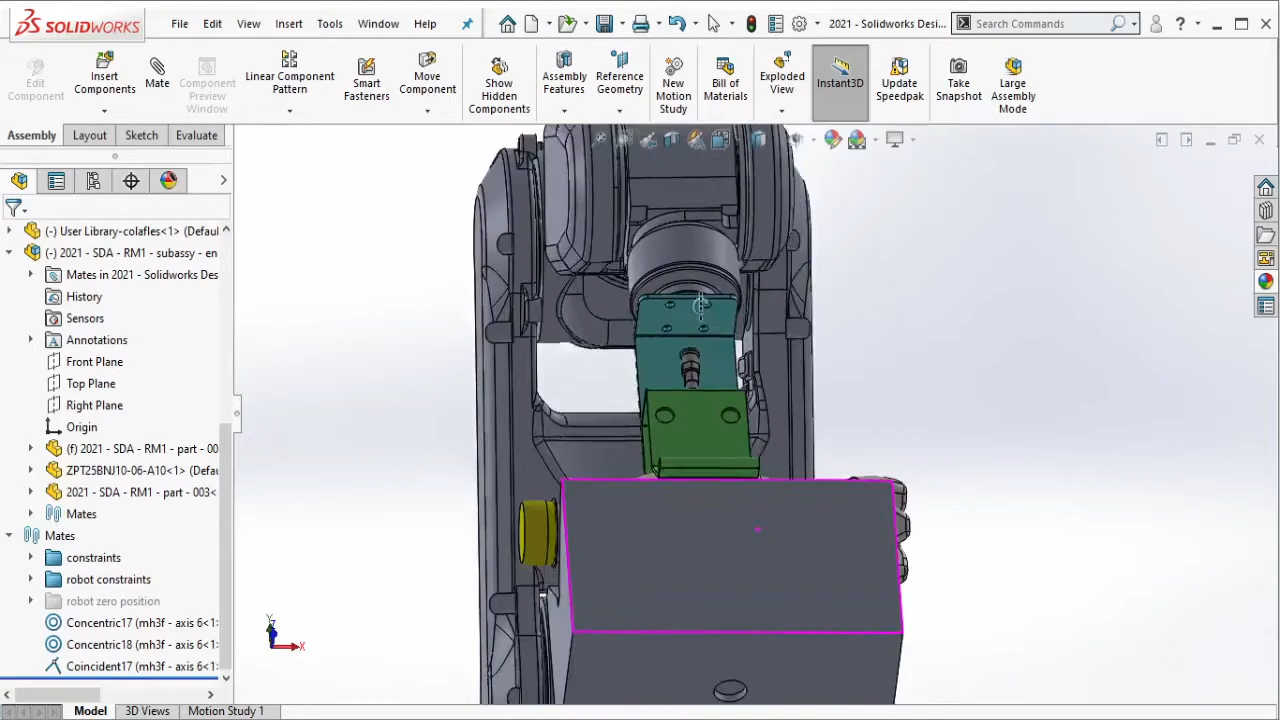 SOLIDWORKS
File Edit View Insert Tools Window Help
2021 - Solidworks Desi...
Search Commands
Edit Component
Insert Components
Mate
Component Preview Window
Linear Component Pattern
Smart Fasteners
Move Component
Show Hidden Components
Assembly Features
Reference Geometry
New Motion Study
Bill of Materials
Exploded View
Instant3D
Update Speedpak
Take Snapshot
Large Assembly Mode
Assembly Layout Sketch Evaluate
(-) User Library-colafles<1> (Defaul
(-) 2021 - SDA - RM1 - subassy - en
Mates in 2021 - Solidworks Des
History
Sensors
Annotations
Front Plane
Top Plane
Right Plane
Origin
(f) 2021 - SDA - RM1 - part - 00
ZPT25BNJ10-06-A10<1> (Defau
2021 - SDA - RM1 - part - 003<
Mates
Mates
constraints
robot constraints
robot zero position
Concentric17 (mh3f - axis 6<1>
Concentric18 (mh3f - axis 6<1>
Coincident17 (mh3f - axis 6<1>
Y
Z
X
Model 3D Views Motion Study 1